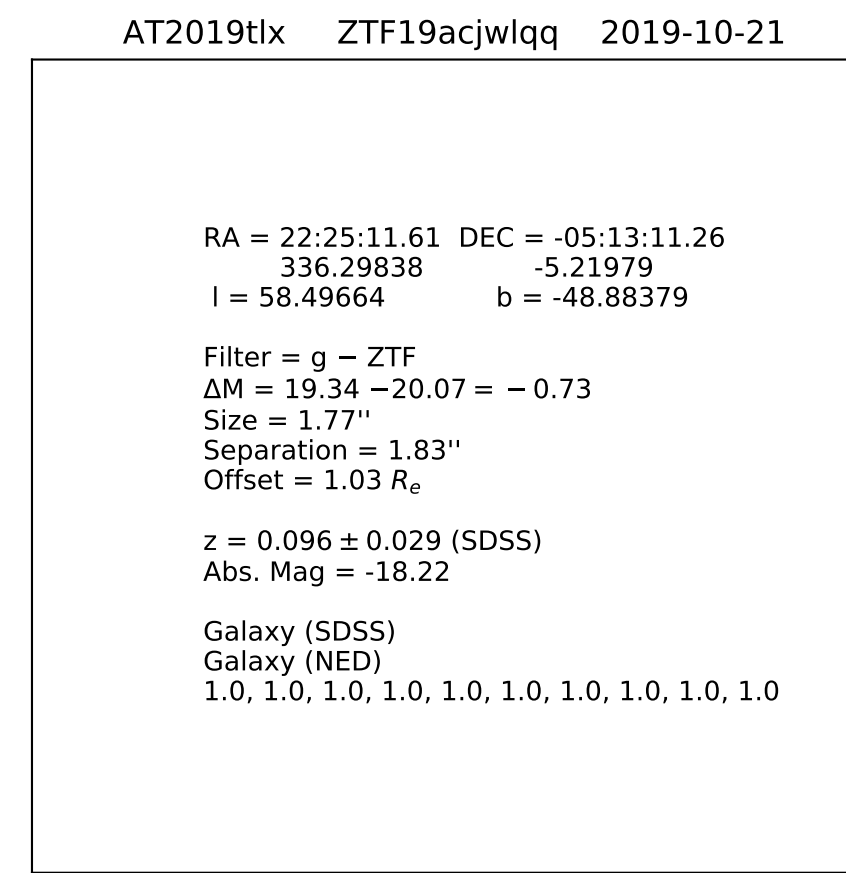 AT2019tlx ZTF19acjwlqq 2019-10-21
RA = 22:25:11.61 DEC = -05:13:11.26
336.29838 -5.21979
l = 58.49664 b = -48.88379
Filter = g − ZTF
ΔM = 19.34 −20.07 = − 0.73
Size = 1.77''
Separation = 1.83''
Offset = 1.03 Rₑ
z = 0.096 ± 0.029 (SDSS)
Abs. Mag = -18.22
Galaxy (SDSS)
Galaxy (NED)
1.0, 1.0, 1.0, 1.0, 1.0, 1.0, 1.0, 1.0, 1.0, 1.0